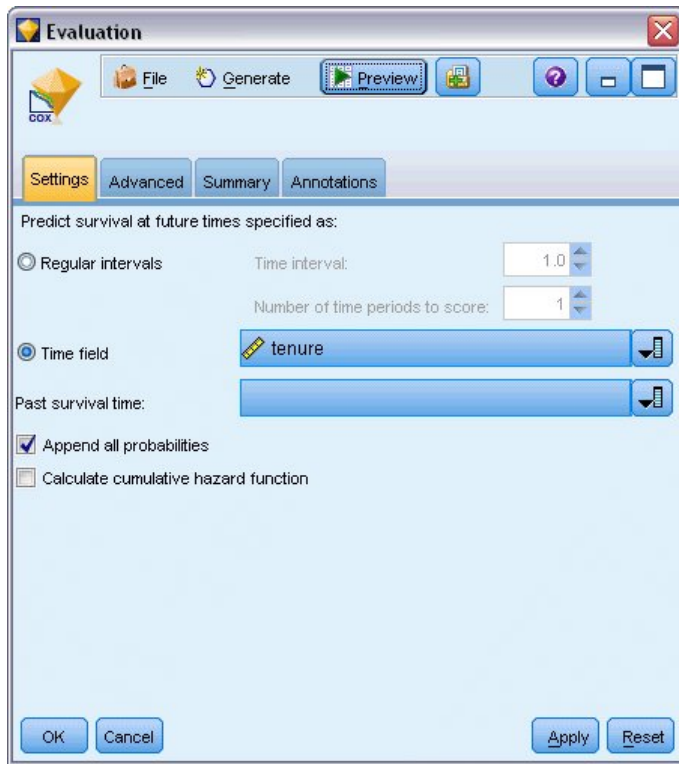 Evaluation
File Generate Preview
COX
Settings Advanced Summary Annotations
Predict survival at future times specified as:
Regular intervals Time interval: 1.0
Number of time periods to score: 1
Time field tenure
Past survival time:
Append all probabilities
Calculate cumulative hazard function
OK Cancel Apply Reset